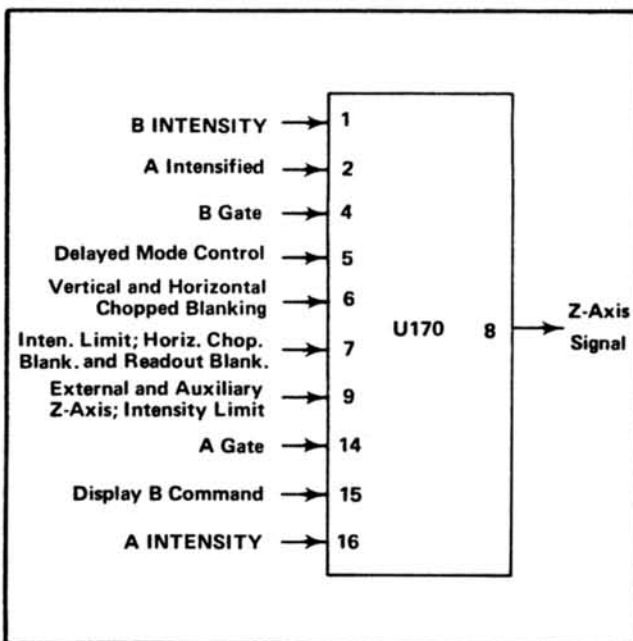 B INTENSITY 1
A Intensified 2
B Gate 4
Delayed Mode Control 5
Vertical and Horizontal
Chopped Blanking 6
Inten. Limit; Horiz. Chop.
Blank. and Readout Blank. 7
External and Auxiliary
Z-Axis; Intensity Limit 9
A Gate 14
Display B Command 15
A INTENSITY 16
U170 8
Z-Axis
Signal